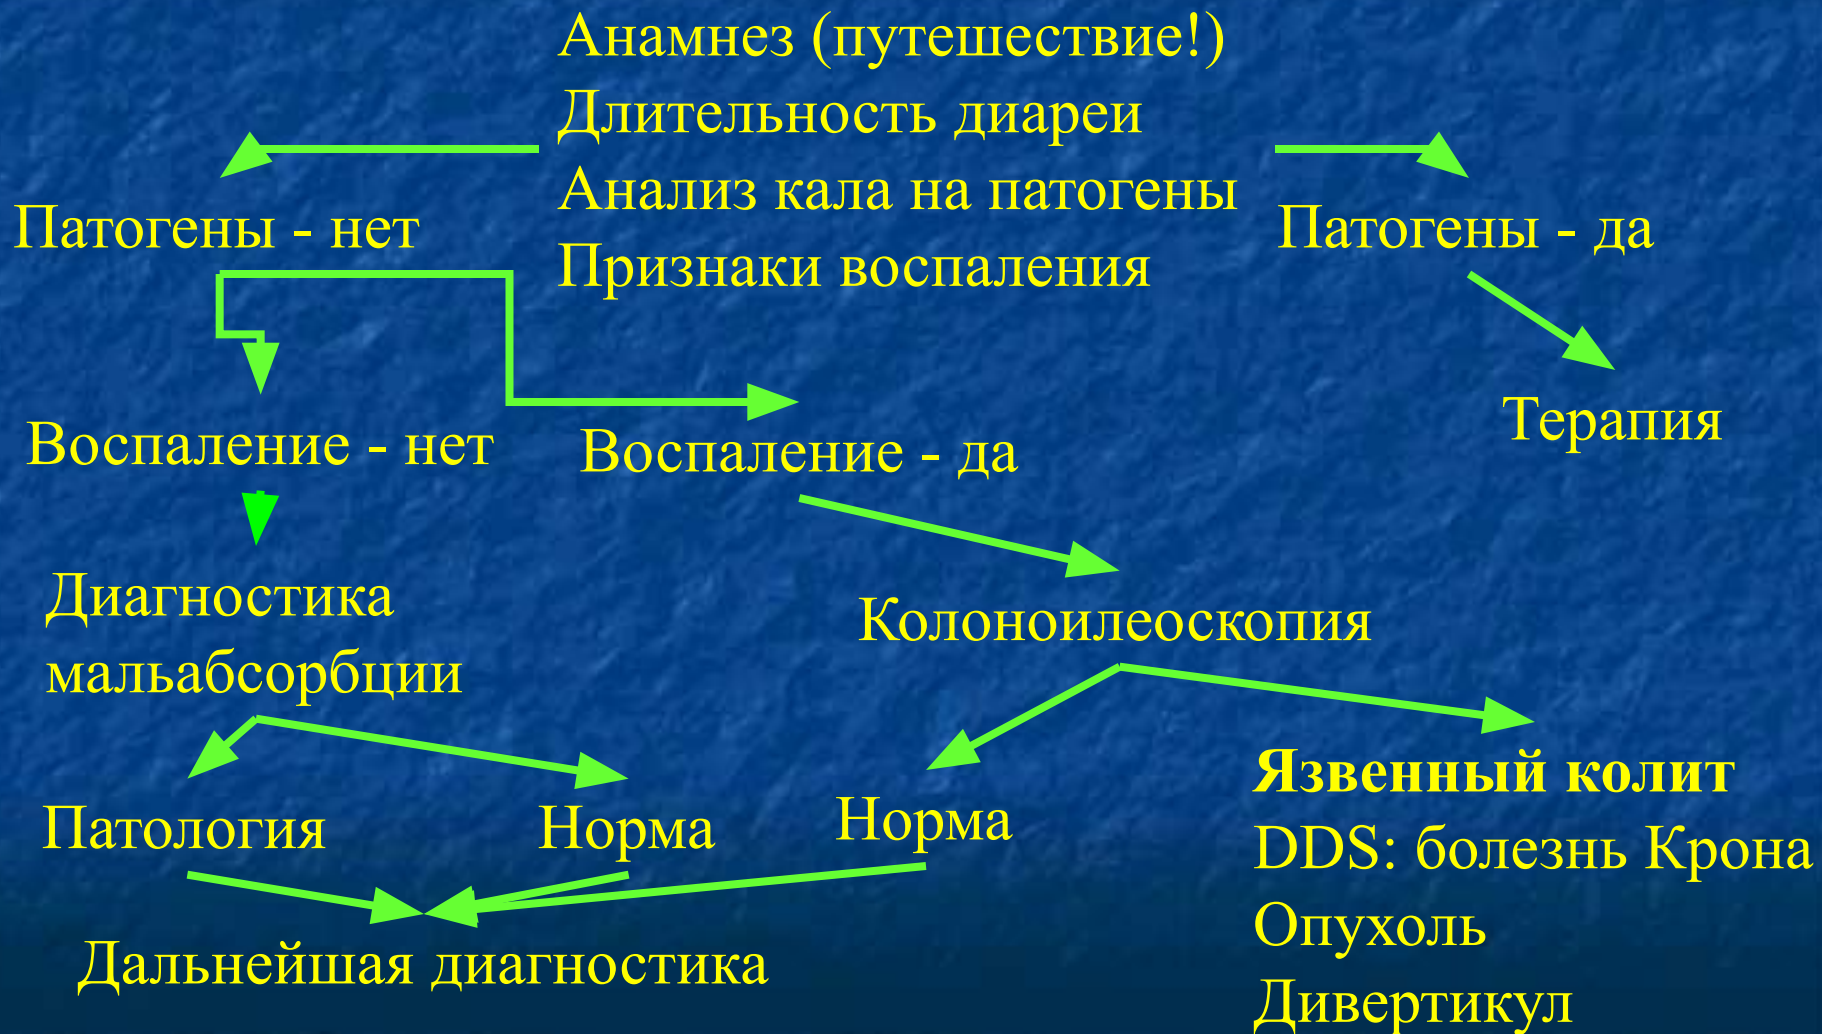 Анамнез (путешествие!)
Длительность диареи
Анализ кала на патогены
Признаки воспаления
Патогены - нет
Патогены - да
Терапия
Воспаление - нет
Воспаление - да
Диагностика
мальабсорбции
Колоноилеоскопия
Патология
Норма
Норма
Язвенный колит
DDS: болезнь Крона
Опухоль
Дивертикул
Дальнейшая диагностика